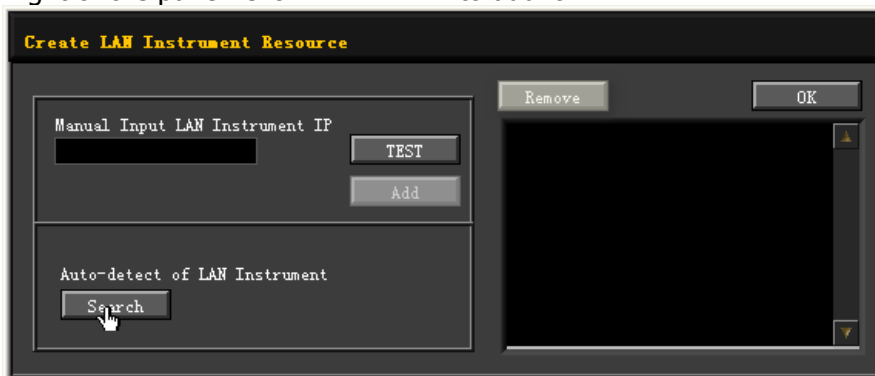 Create LAN Instrument Resource
Remove
OK
Manual Input LAN Instrument IP
TEST
Add
Auto-detect of LAN Instrument
Search